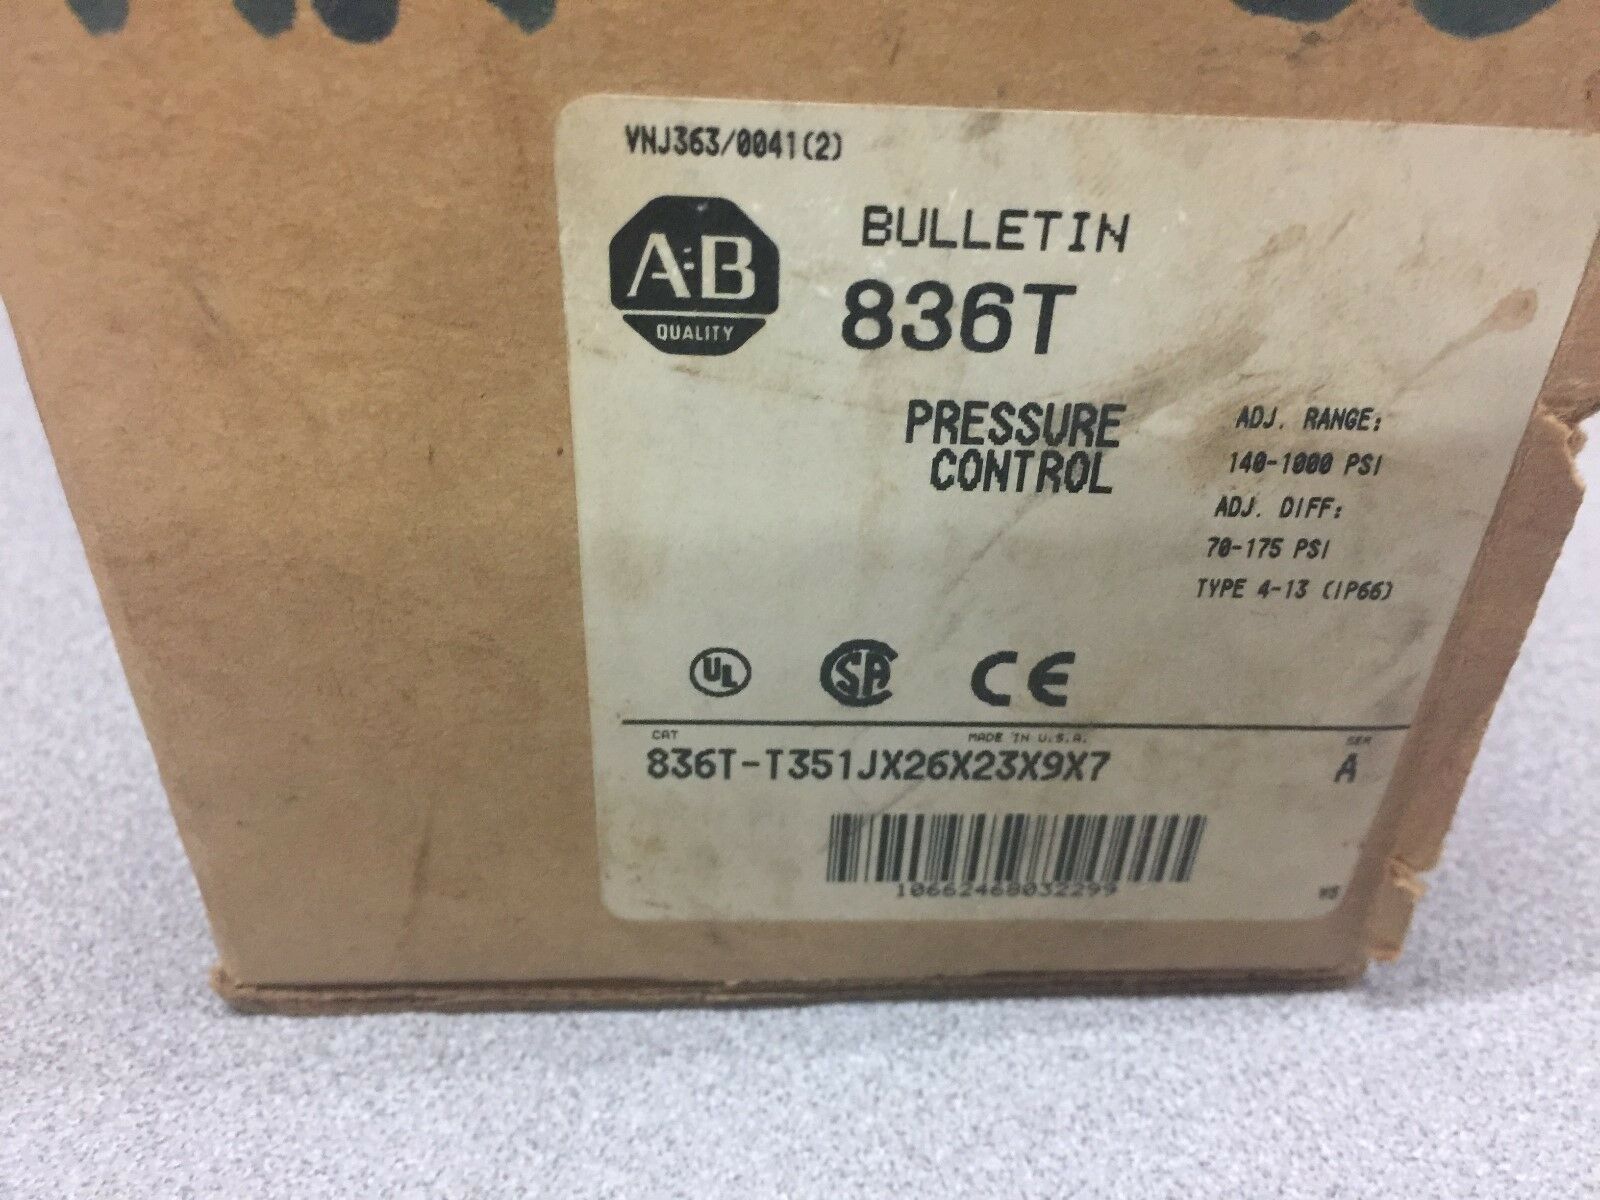 VNJ363/0041(2)
A-B
QUALITY
BULLETIN
836T
PRESSURE
CONTROL
ADJ. RANGE:
140-1000 PSI
ADJ. DIFF:
70-175 PSI
TYPE 4-13 (IP66)
UL
CSA
CE
CAT
MADE IN U.S.A.
SER
836T-T351JX26X23X9X7
A
10662468032299